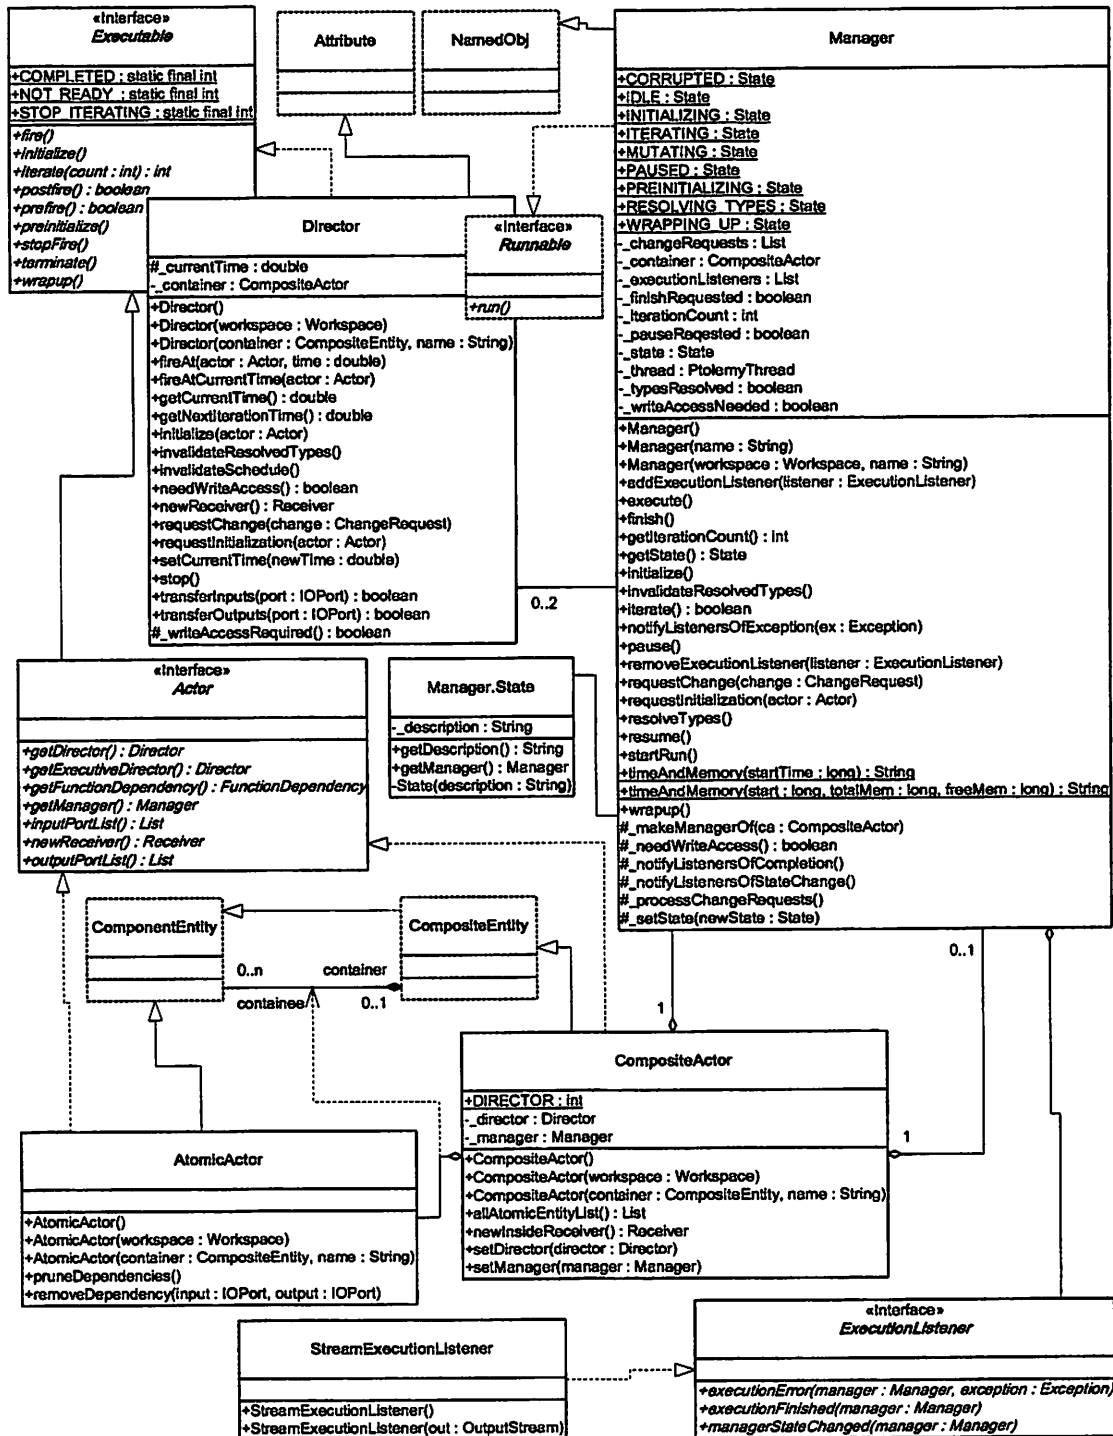 «Interface»
Executable
+COMPLETED : static final int
+NOT READY : static final int
+STOP ITERATING : static final int
+fire()
+initialize()
+iterate(count : int) : int
+postfire() : boolean
+prefire() : boolean
+preinitialize()
+stopFire()
+terminate()
+wrapup()
Attribute
NamedObj
Manager
+CORRUPTED : State
+IDLE : State
+INITIALIZING : State
+ITERATING : State
+MUTATING : State
+PAUSED : State
+PREINITIALIZING : State
+RESOLVING TYPES : State
+WRAPPING UP : State
-_changeRequests : List
-_container : CompositeActor
-_executionListeners : List
-_finishRequested : boolean
-_iterationCount : int
-_pauseReqested : boolean
-_state : State
-_thread : PtolemyThread
-_typesResolved : boolean
-_writeAccessNeeded : boolean
+Manager()
+Manager(name : String)
+Manager(workspace : Workspace, name : String)
+addExecutionListener(listener : ExecutionListener)
+execute()
+finish()
+getIterationCount() : int
+getState() : State
+initialize()
+invalidateResolvedTypes()
+iterate() : boolean
+notifyListenersOfException(ex : Exception)
+pause()
+removeExecutionListener(listener : ExecutionListener)
+requestChange(change : ChangeRequest)
+requestInitialization(actor : Actor)
+resolveTypes()
+resume()
+startRun()
+timeAndMemory(startTime : long) : String
+timeAndMemory(start : long, totalMem : long, freeMem : long) : String
+wrapup()
#_makeManagerOf(ca : CompositeActor)
#_needWriteAccess() : boolean
#_notifyListenersOfCompletion()
#_notifyListenersOfStateChange()
#_processChangeRequests()
#_setState(newState : State)
Director
#_currentTime : double
-_container : CompositeActor
+Director()
+Director(workspace : Workspace)
+Director(container : CompositeEntity, name : String)
+fireAt(actor : Actor, time : double)
+fireAtCurrentTime(actor : Actor)
+getCurrentTime() : double
+getNextIterationTime() : double
+initialize(actor : Actor)
+invalidateResolvedTypes()
+invalidateSchedule()
+needWriteAccess() : boolean
+newReceiver() : Receiver
+requestChange(change : ChangeRequest)
+requestInitialization(actor : Actor)
+setCurrentTime(newTime : double)
+stop()
+transferInputs(port : IOPort) : boolean
+transferOutputs(port : IOPort) : boolean
#_writeAccessRequired() : boolean
«Interface»
Runnable
+run()
0..2
«Interface»
Actor
+getDirector() : Director
+getExecutiveDirector() : Director
+getFunctionDependency() : FunctionDependency
+getManager() : Manager
+inputPortList() : List
+newReceiver() : Receiver
+outputPortList() : List
Manager.State
-_description : String
+getDescription() : String
+getManager() : Manager
-State(description : String)
ComponentEntity
CompositeEntity
0..n
container
containee
0..1
0..1
1
1
CompositeActor
+DIRECTOR : int
-_director : Director
-_manager : Manager
+CompositeActor()
+CompositeActor(workspace : Workspace)
+CompositeActor(container : CompositeEntity, name : String)
+allAtomicEntityList() : List
+newInsideReceiver() : Receiver
+setDirector(director : Director)
+setManager(manager : Manager)
AtomicActor
+AtomicActor()
+AtomicActor(workspace : Workspace)
+AtomicActor(container : CompositeEntity, name : String)
+pruneDependencies()
+removeDependency(input : IOPort, output : IOPort)
StreamExecutionListener
+StreamExecutionListener()
+StreamExecutionListener(out : OutputStream)
«Interface»
ExecutionListener
+executionError(manager : Manager, exception : Exception)
+executionFinished(manager : Manager)
+managerStateChanged(manager : Manager)